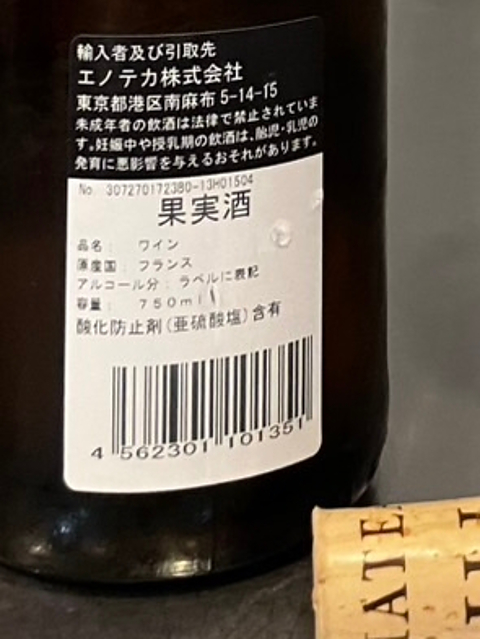 輸入者及び引取先
エノテカ株式会社
東京都港区南麻布 5-14-15
未成年者の飲酒は法律で禁止されていま
す。妊娠中や授乳期の飲酒は、胎児・乳児の
発育に悪影響を与えるおそれがあります。
No. 307270172380-13H01504
果実酒
品名 : ワイン
原産国 : フランス
アルコール分 : ラベルに表記
容量 : 750ml
酸化防止剤(亜硫酸塩)含有
4 562301 101351
ATE